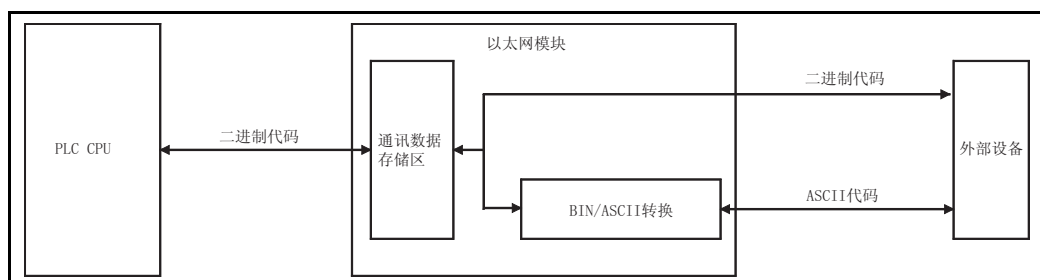 以太网模块
二进制代码
二进制代码
通讯数据
存储区
PLC CPU
外部设备
ASCII代码
BIN/ASCII转换